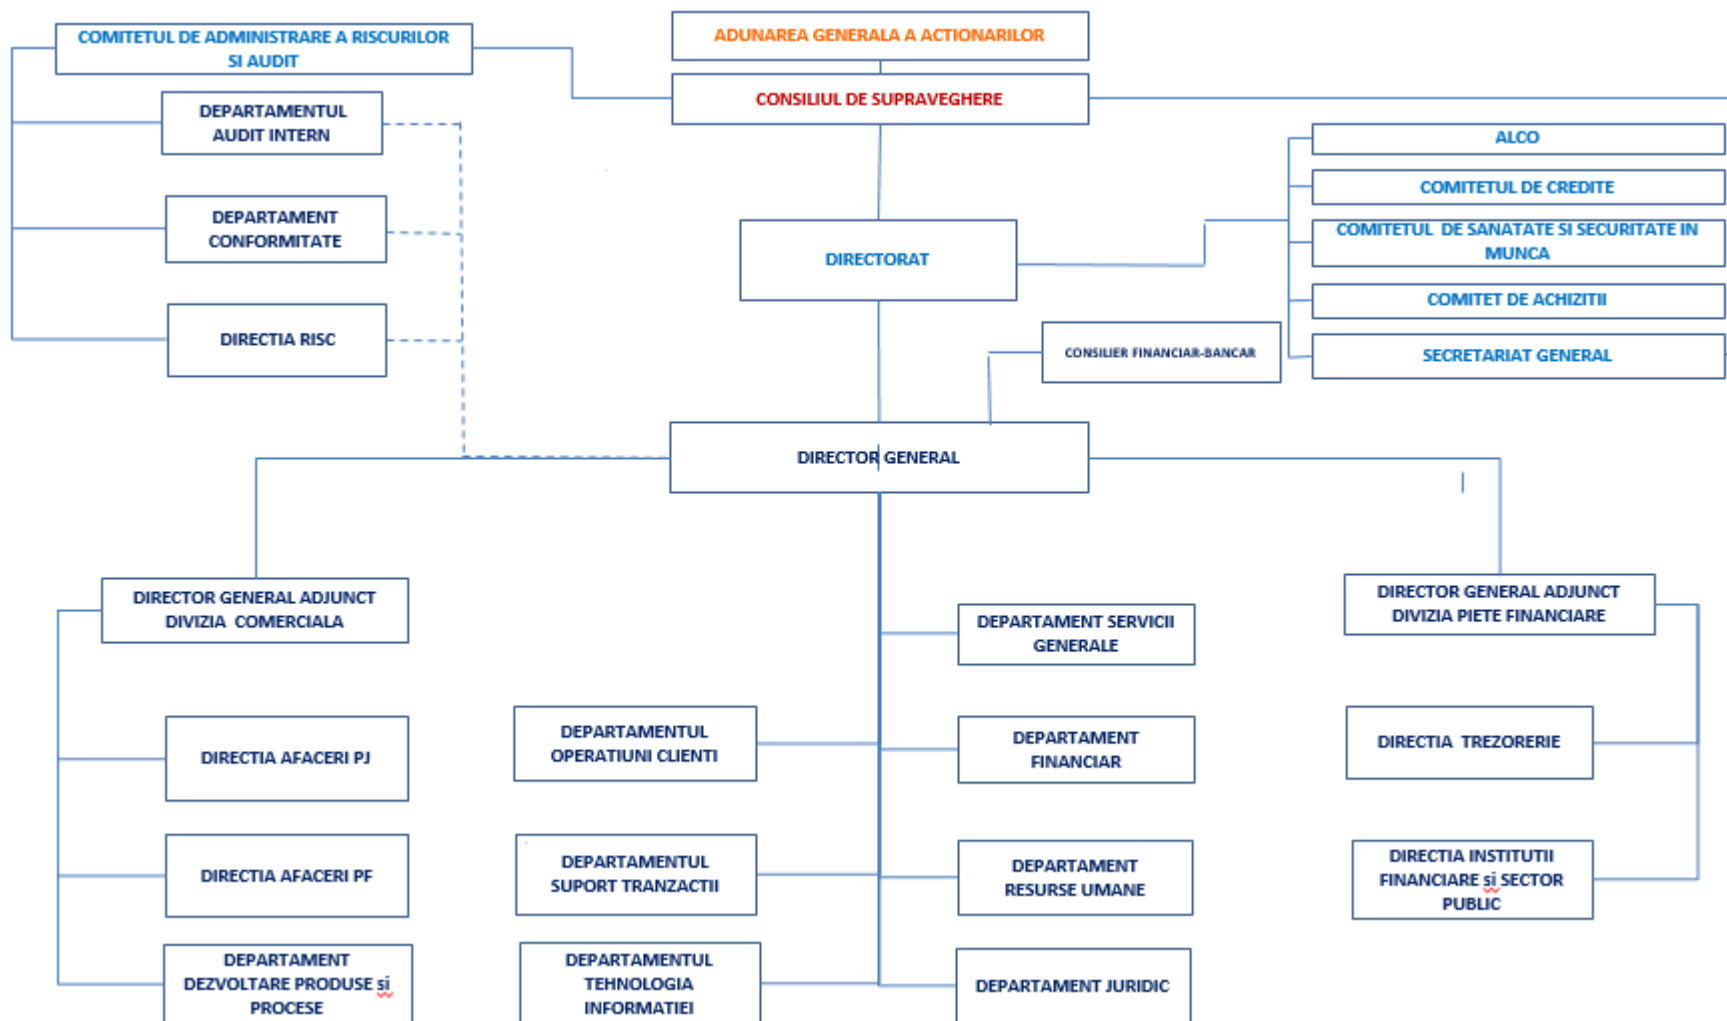 COMITETUL DE ADMINISTRARE A RISCURILOR
SI AUDIT
ADUNAREA GENERALA A ACTIONARILOR
CONSILIUL DE SUPRAVEGHERE
DEPARTAMENTUL
AUDIT INTERN
DEPARTAMENT
CONFORMITATE
DIRECTIA RISC
DIRECTORAT
ALCO
COMITETUL DE CREDITE
COMITETUL DE SANATATE SI SECURITATE IN
MUNCA
COMITET DE ACHIZITII
SECRETARIAT GENERAL
CONSILIER FINANCIAR-BANCAR
DIRECTOR GENERAL
DIRECTOR GENERAL ADJUNCT
DIVIZIA COMERCIALA
DIRECTIA AFACERI PJ
DIRECTIA AFACERI PF
DEPARTAMENT
DEZVOLTARE PRODUSE și
PROCESE
DEPARTAMENTUL
OPERATIUNI CLIENTI
DEPARTAMENTUL
SUPORT TRANZACTII
DEPARTAMENTUL
TEHNOLOGIA
INFORMATIEI
DEPARTAMENT SERVICII
GENERALE
DEPARTAMENT
FINANCIAR
DEPARTAMENT
RESURSE UMANE
DEPARTAMENT JURIDIC
DIRECTOR GENERAL ADJUNCT
DIVIZIA PIETE FINANCIARE
DIRECTIA TREZORERIE
DIRECTIA INSTITUTII
FINANCIARE și SECTOR
PUBLIC